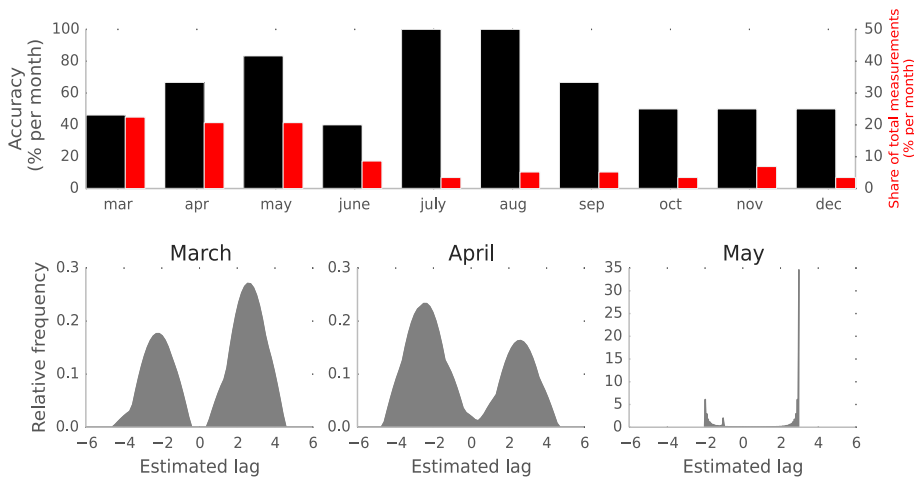 Accuracy
(% per month)
100
80
60
40
20
0
mar apr may june july aug sep oct nov dec
50
40
30
20
10
0
Share of total measurements
(% per month)
March
Relative frequency
0.3
0.2
0.1
0.0
−6 −4 −2 0 2 4 6
Estimated lag
April
0.3
0.2
0.1
0.0
−6 −4 −2 0 2 4 6
Estimated lag
May
35
30
25
20
15
10
5
0
−6 −4 −2 0 2 4 6
Estimated lag